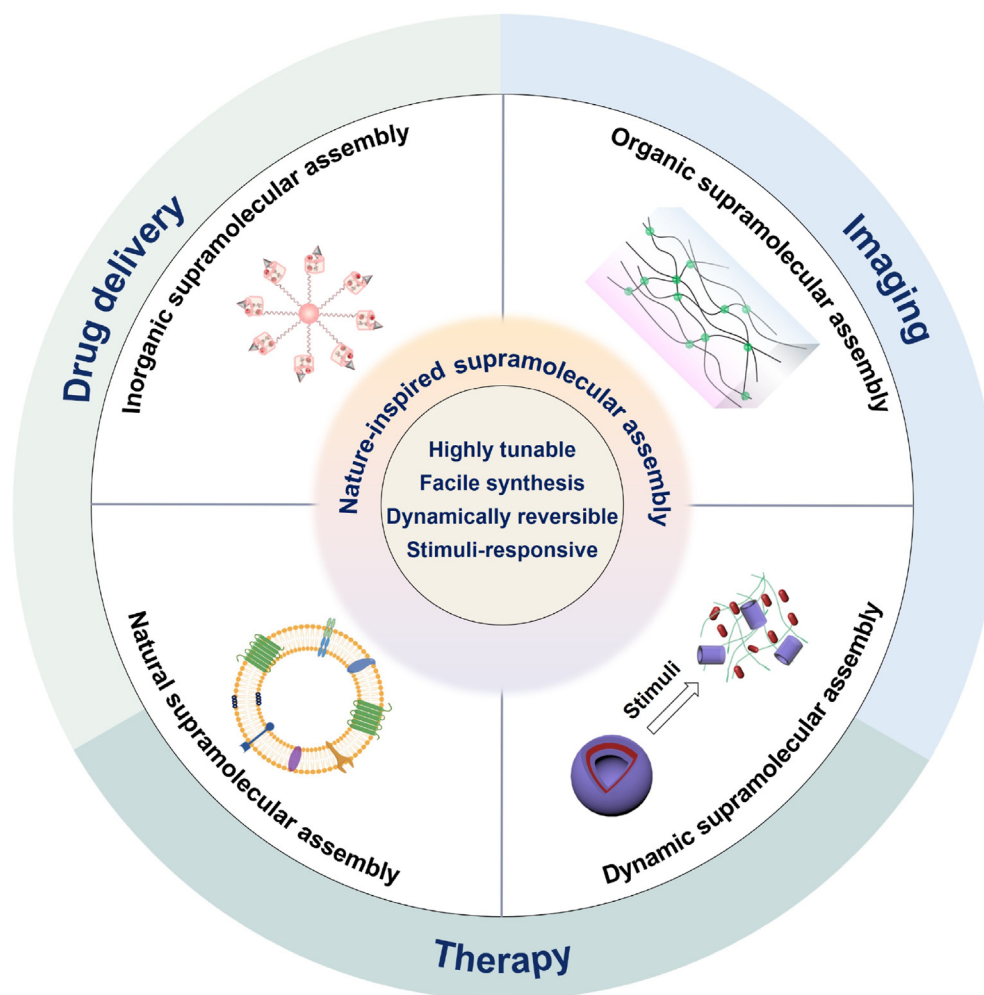 Drug delivery
Imaging
Therapy
Inorganic supramolecular assembly
Organic supramolecular assembly
Natural supramolecular assembly
Dynamic supramolecular assembly
Stimuli
Nature-inspired supramolecular assembly
Highly tunable
Facile synthesis
Dynamically reversible
Stimuli-responsive